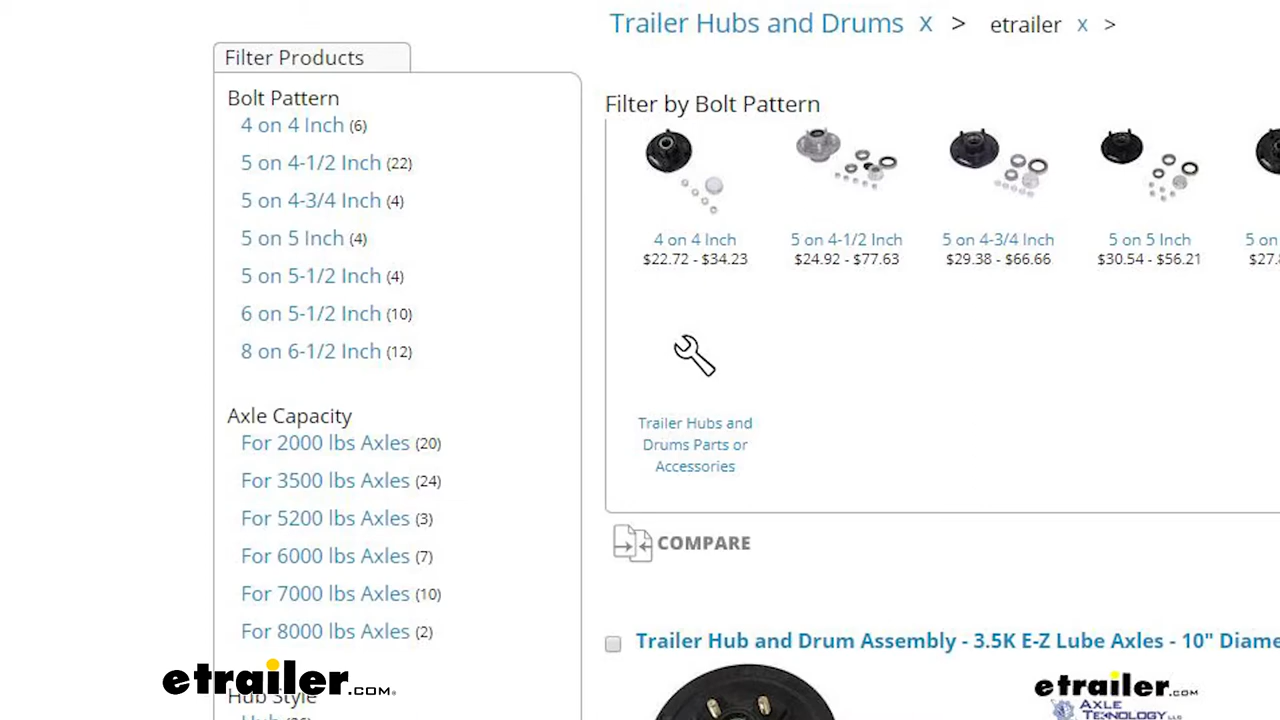 Trailer Hubs and Drums x > etrailer x >
Filter Products
Bolt Pattern
4 on 4 Inch (6)
5 on 4-1/2 Inch (22)
5 on 4-3/4 Inch (4)
5 on 5 Inch (4)
5 on 5-1/2 Inch (4)
6 on 5-1/2 Inch (10)
8 on 6-1/2 Inch (12)
Axle Capacity
For 2000 lbs Axles (20)
For 3500 lbs Axles (24)
For 5200 lbs Axles (3)
For 6000 lbs Axles (7)
For 7000 lbs Axles (10)
For 8000 lbs Axles (2)
Hub Style
Hub
etrailer.com
Filter by Bolt Pattern
4 on 4 Inch
$22.72 - $34.23
5 on 4-1/2 Inch
$24.92 - $77.63
5 on 4-3/4 Inch
$29.38 - $66.66
5 on 5 Inch
$30.54 - $56.21
5 on
$27.
Trailer Hubs and
Drums Parts or
Accessories
COMPARE
Trailer Hub and Drum Assembly - 3.5K E-Z Lube Axles - 10" Diame
etrailer.com
AXLE TEKNOLOGY LLC